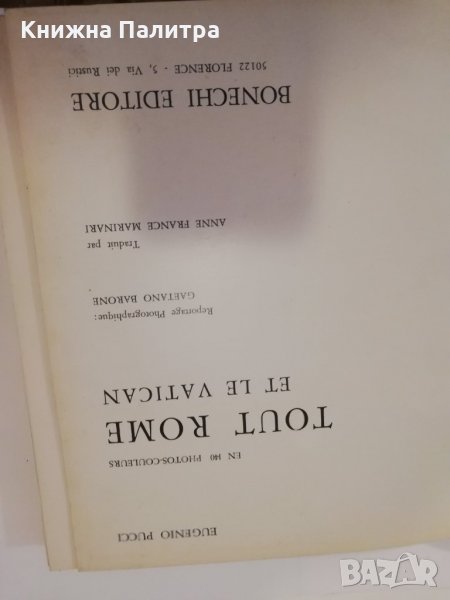 Книжна Палитра
EUGENIO PUCCI
EN 140 PHOTOS-COULEURS
TOUT ROME
ET LE VATICAN
Reportage Photographique:
GAETANO BARONE
Traduit par
ANNE FRANCE MARINARI
BONECHI EDITORE
50122 FLORENCE - 5, Via dei Rustici
BAZAR